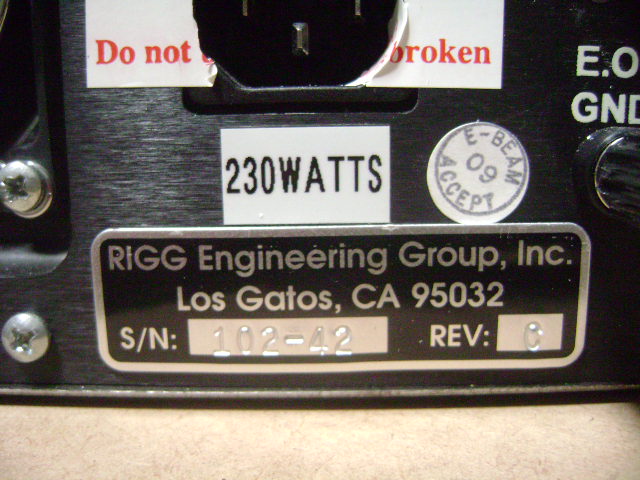 Do not
broken
E.O
GND
230WATTS
E-BEAM
09
ACCEPT
RIGG Engineering Group, Inc.
Los Gatos, CA 95032
S/N: 102-42 REV: C